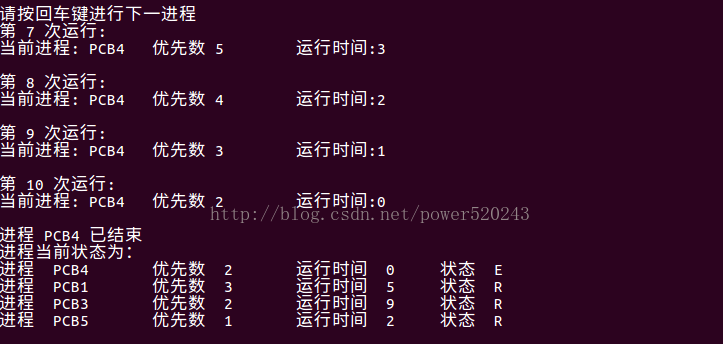 请按回车键进行下一进程
第 7 次运行:
当前进程: PCB4 优先数 5 运行时间:3
第 8 次运行:
当前进程: PCB4 优先数 4 运行时间:2
第 9 次运行:
当前进程: PCB4 优先数 3 运行时间:1
第 10 次运行:
当前进程: PCB4 优先数 2 运行时间:0
http://blog.csdn.net/power520243
进程 PCB4 已结束
进程当前状态为:
进程 PCB4 优先数 2 运行时间 0 状态 E
进程 PCB1 优先数 3 运行时间 5 状态 R
进程 PCB3 优先数 2 运行时间 9 状态 R
进程 PCB5 优先数 1 运行时间 2 状态 R